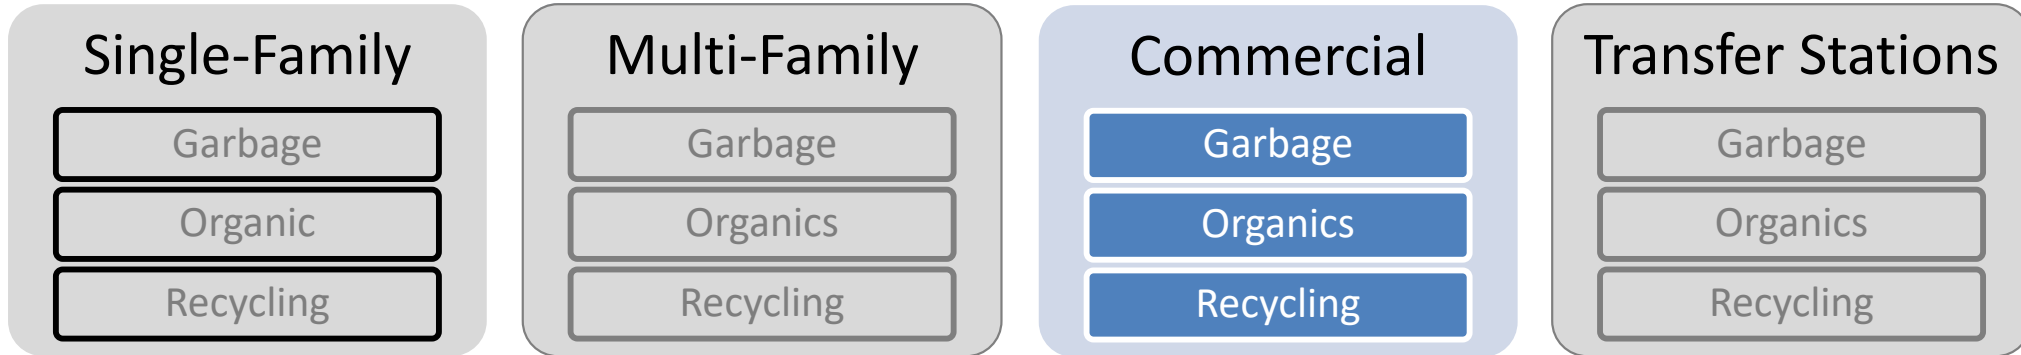 Single-Family
Garbage
Organic
Recycling
Multi-Family
Garbage
Organics
Recycling
Commercial
Garbage
Organics
Recycling
Transfer Stations
Garbage
Organics
Recycling